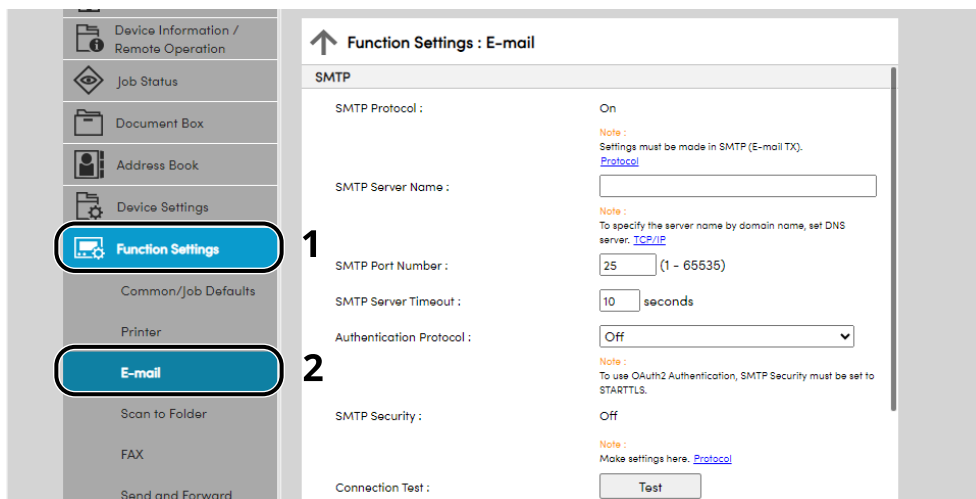 Device Information /
Remote Operation
Job Status
Document Box
Address Book
Device Settings
Function Settings
1
Common/Job Defaults
Printer
E-mail
2
Scan to Folder
FAX
Send and Forward
Function Settings : E-mail
SMTP
SMTP Protocol :
On
Note :
Settings must be made in SMTP (E-mail TX).
Protocol
SMTP Server Name :
Note :
To specify the server name by domain name, set DNS
server. TCP/IP
SMTP Port Number :
25 (1 - 65535)
SMTP Server Timeout :
10 seconds
Authentication Protocol :
Off
Note :
To use OAuth2 Authentication, SMTP Security must be set to
STARTTLS.
SMTP Security :
Off
Note :
Make settings here. Protocol
Connection Test :
Test